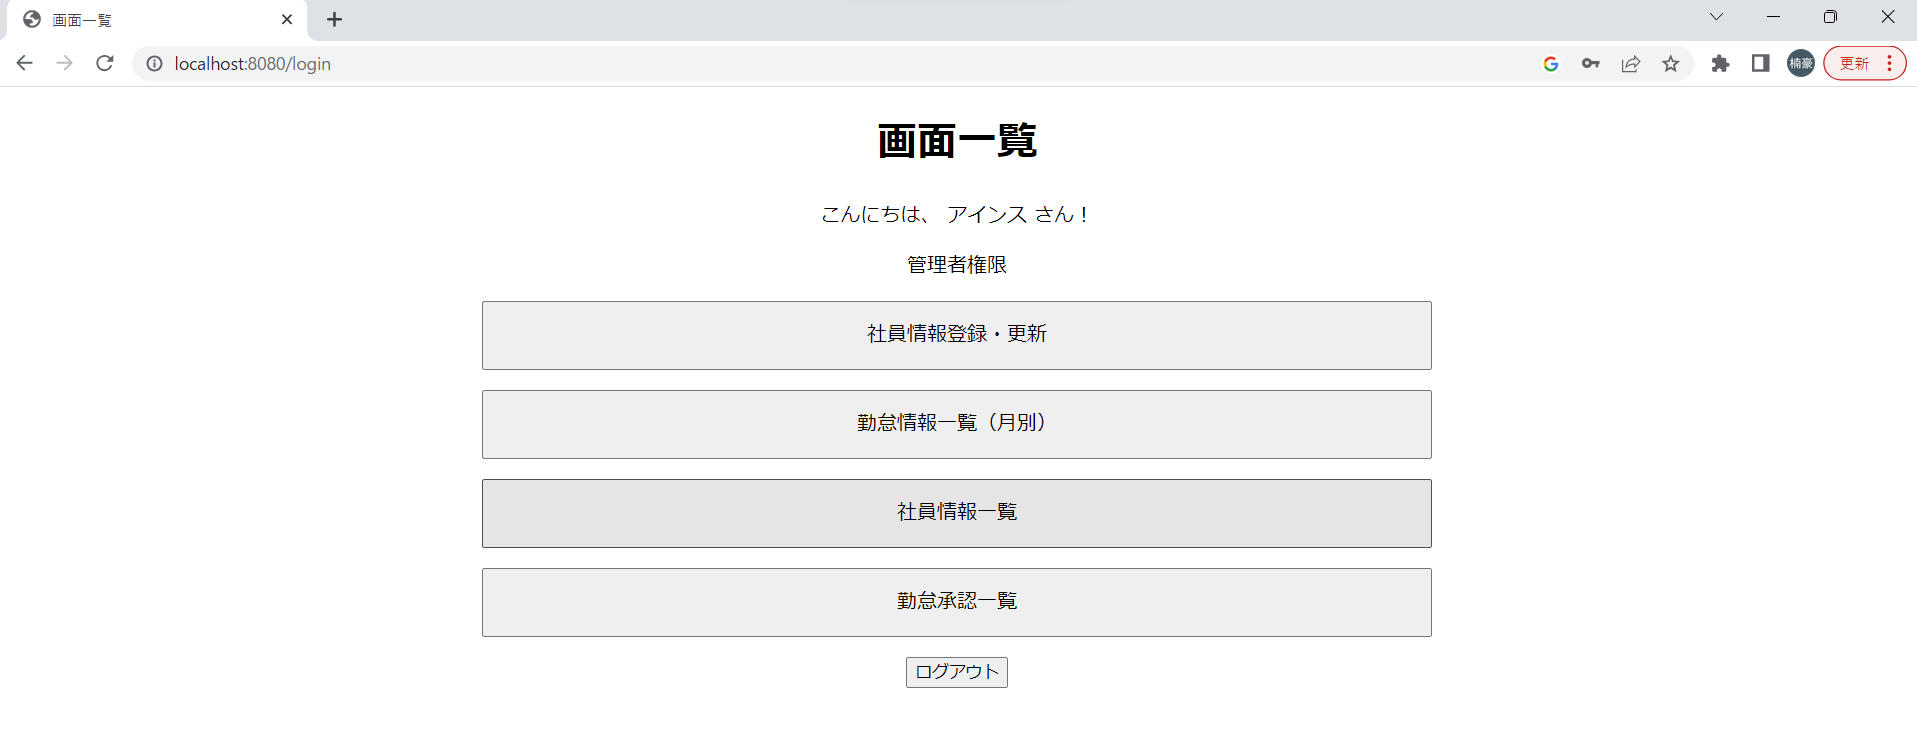 画面一覧
localhost:8080/login
楠豪
更新
画面一覧
こんにちは、 アインス さん！
管理者権限
社員情報登録・更新
勤怠情報一覧（月別）
社員情報一覧
勤怠承認一覧
ログアウト